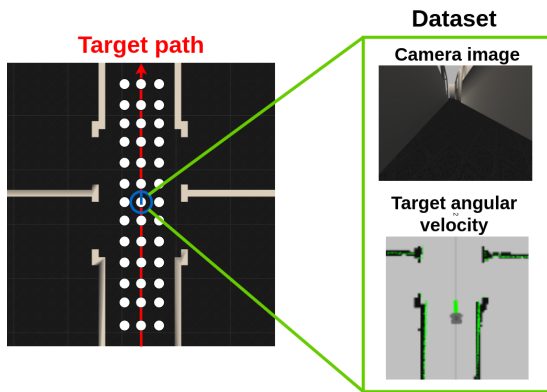 Target path
Dataset
Camera image
Target angular
velocity